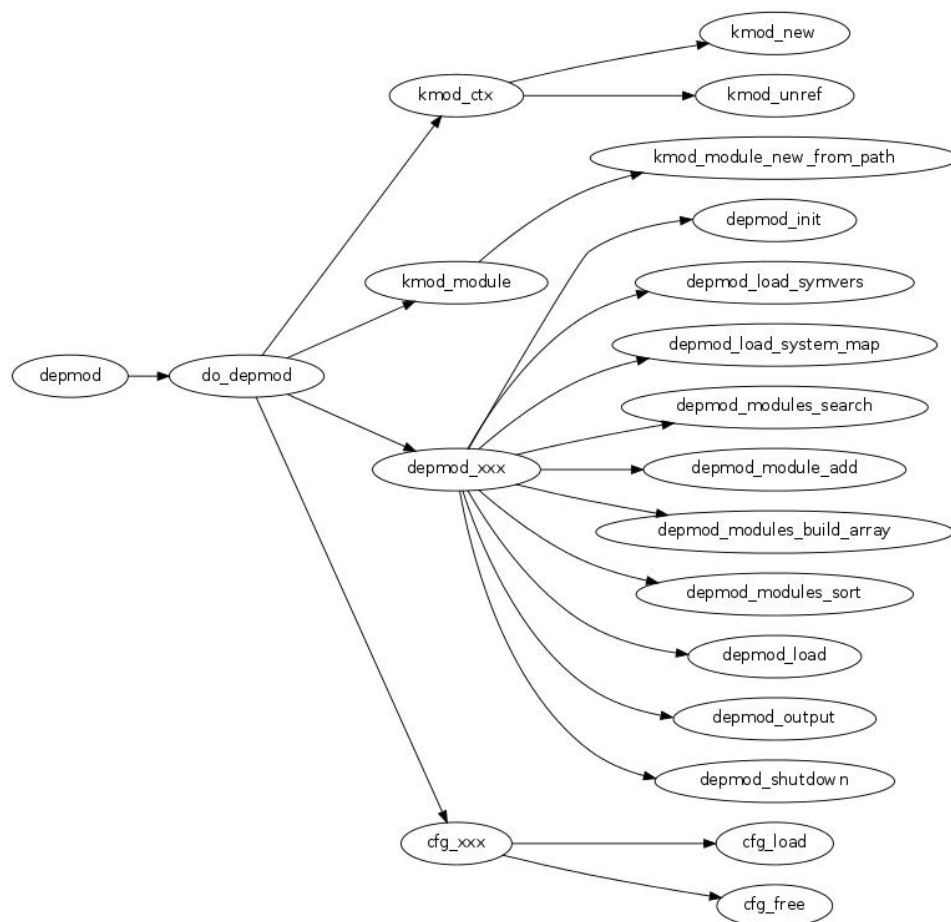 kmod_new
kmod_ctx
kmod_unref
kmod_module_new_from_path
depmod_init
kmod_module
depmod_load_symvers
depmod_load_system_map
depmod
do_depmod
depmod_modules_search
depmod_xxx
depmod_module_add
depmod_modules_build_array
depmod_modules_sort
depmod_load
depmod_output
depmod_shutdown
cfg_xxx
cfg_load
cfg_free